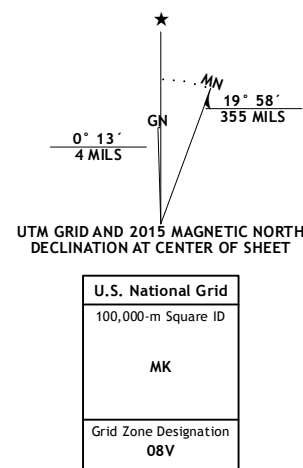 ★
MN
GN
19° 58´
355 MILS
0° 13´
4 MILS
UTM GRID AND 2015 MAGNETIC NORTH
DECLINATION AT CENTER OF SHEET
U.S. National Grid
100,000-m Square ID
MK
Grid Zone Designation
08V